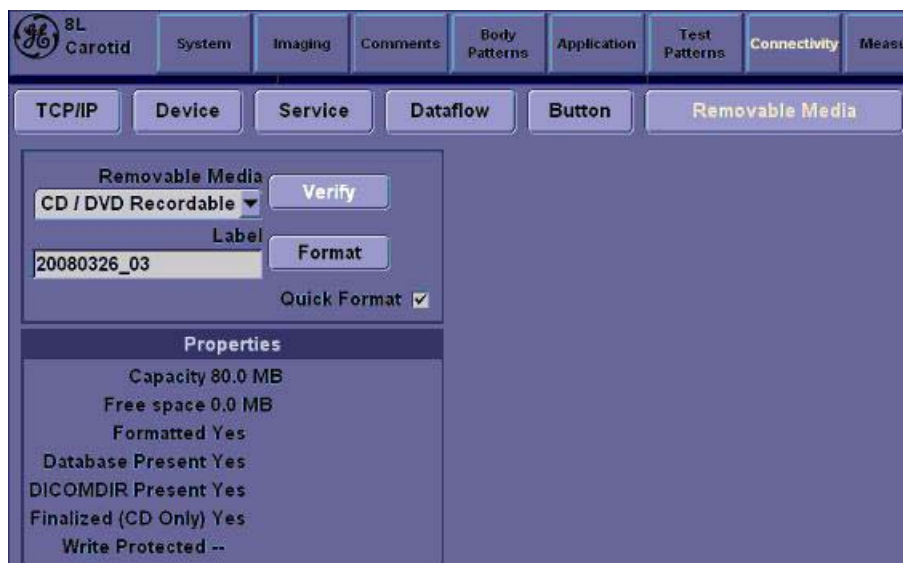 8L
Carotid
System
Imaging
Comments
Body
Patterns
Application
Test
Patterns
Connectivity
TCP/IP
Device
Service
Dataflow
Button
Removable Media
Removable Media
CD / DVD Recordable
Verify
Label
20080326_03
Format
Quick Format
Properties
Capacity 80.0 MB
Free space 0.0 MB
Formatted Yes
Database Present Yes
DICOMDIR Present Yes
Finalized (CD Only) Yes
Write Protected --